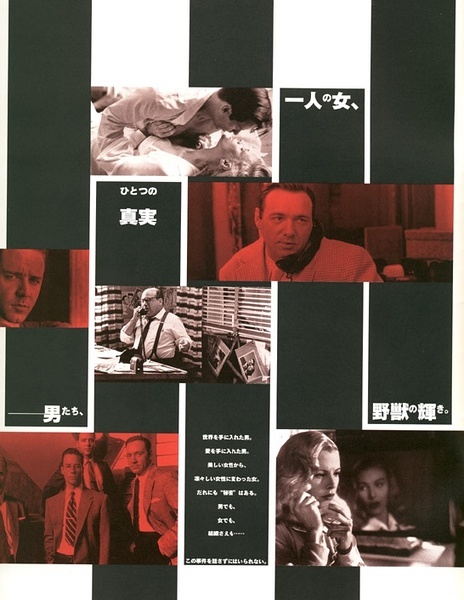 一人の女、
ひとつの
真実
――男たち、
野獣の輝き。
世界を手に入れた男。
愛を手に入れた男。
美しい女性から、
凛々しい女性に変わった女。
だれにも“秘密”はある。
男でも、
女でも、
組織さえも……
この事件を話さずにはいられない。